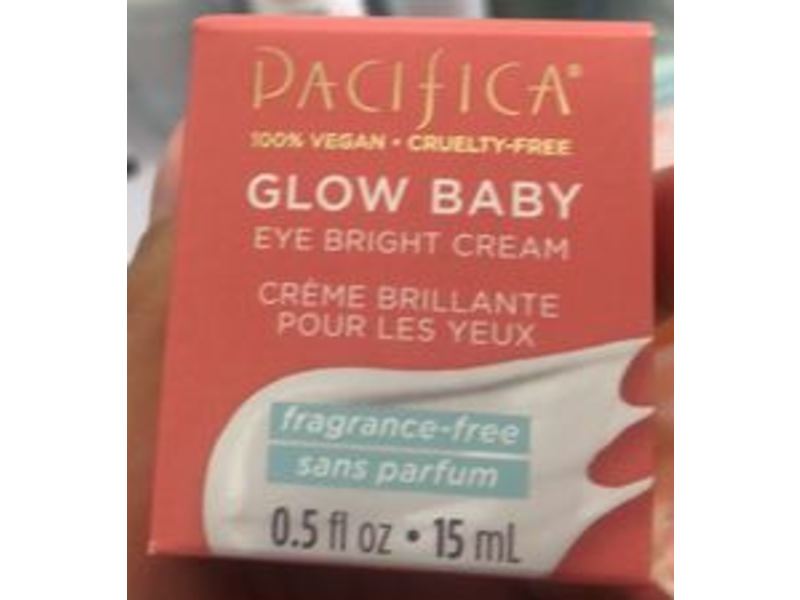 PACIFICA®
100% VEGAN • CRUELTY-FREE
GLOW BABY
EYE BRIGHT CREAM
CRÈME BRILLANTE
POUR LES YEUX
fragrance-free
sans parfum
0.5 fl oz • 15 mL